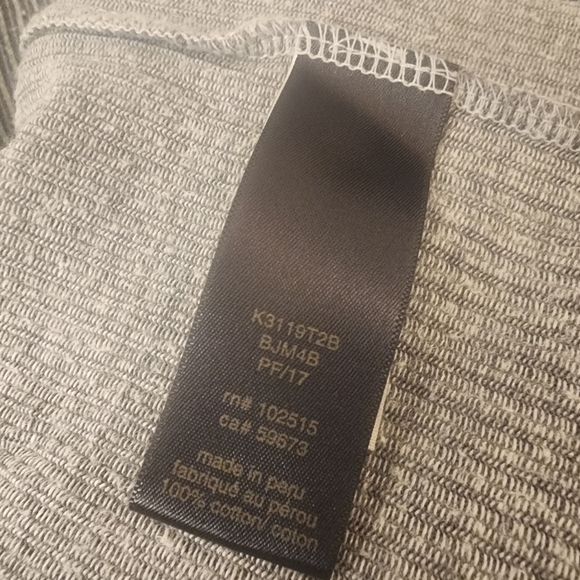 K3119T2B
BJM4B
PF/17
rn# 102515
ca# 59673
made in peru
fabriqué au pérou
100% cotton/ coton